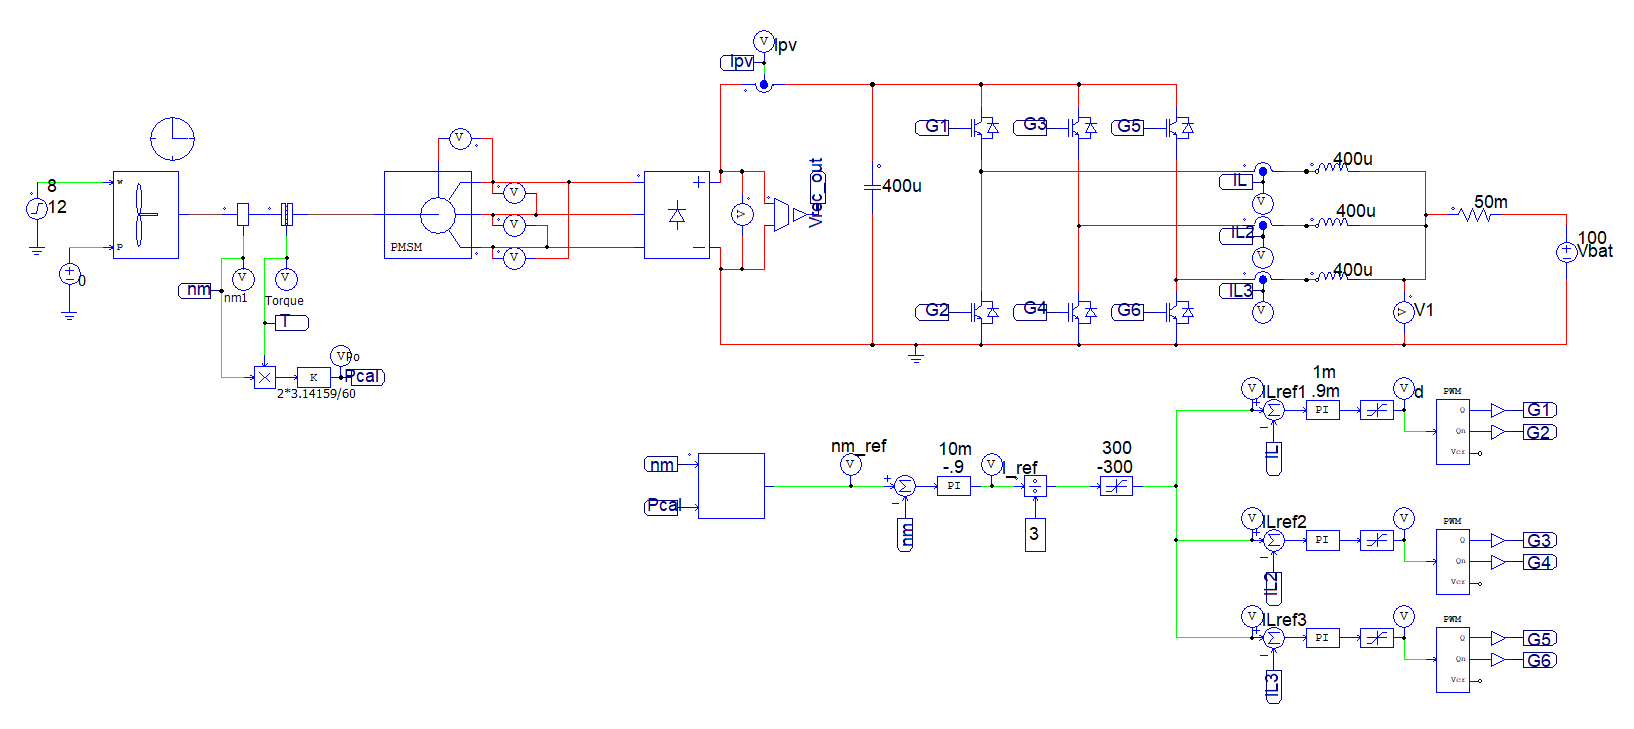 V
Ipv
Ipv
G1
G3
G5
V
400u
8
w
12
P
0
V
V
V
PMSM
V
Vrec_out
400u
IL
V
50m
400u
IL2
V
100
Vbat
400u
IL3
V
V
nm
nm1
V
Torque
T
G2
G4
G6
V
V1
V
Po
K
Pcal
2*3.14159/60
nm
Pcal
nm_ref
V
Σ
nm
10m
-.9
PI
V
I_ref
3
300
-300
V
ILref1
Σ
IL
1m
.9m
PI
V
d
PWM
Q
Qn
Vcr
G1
G2
V
ILref2
Σ
IL2
PI
V
PWM
Q
Qn
Vcr
G3
G4
V
ILref3
Σ
IL3
PI
V
PWM
Q
Qn
Vcr
G5
G6